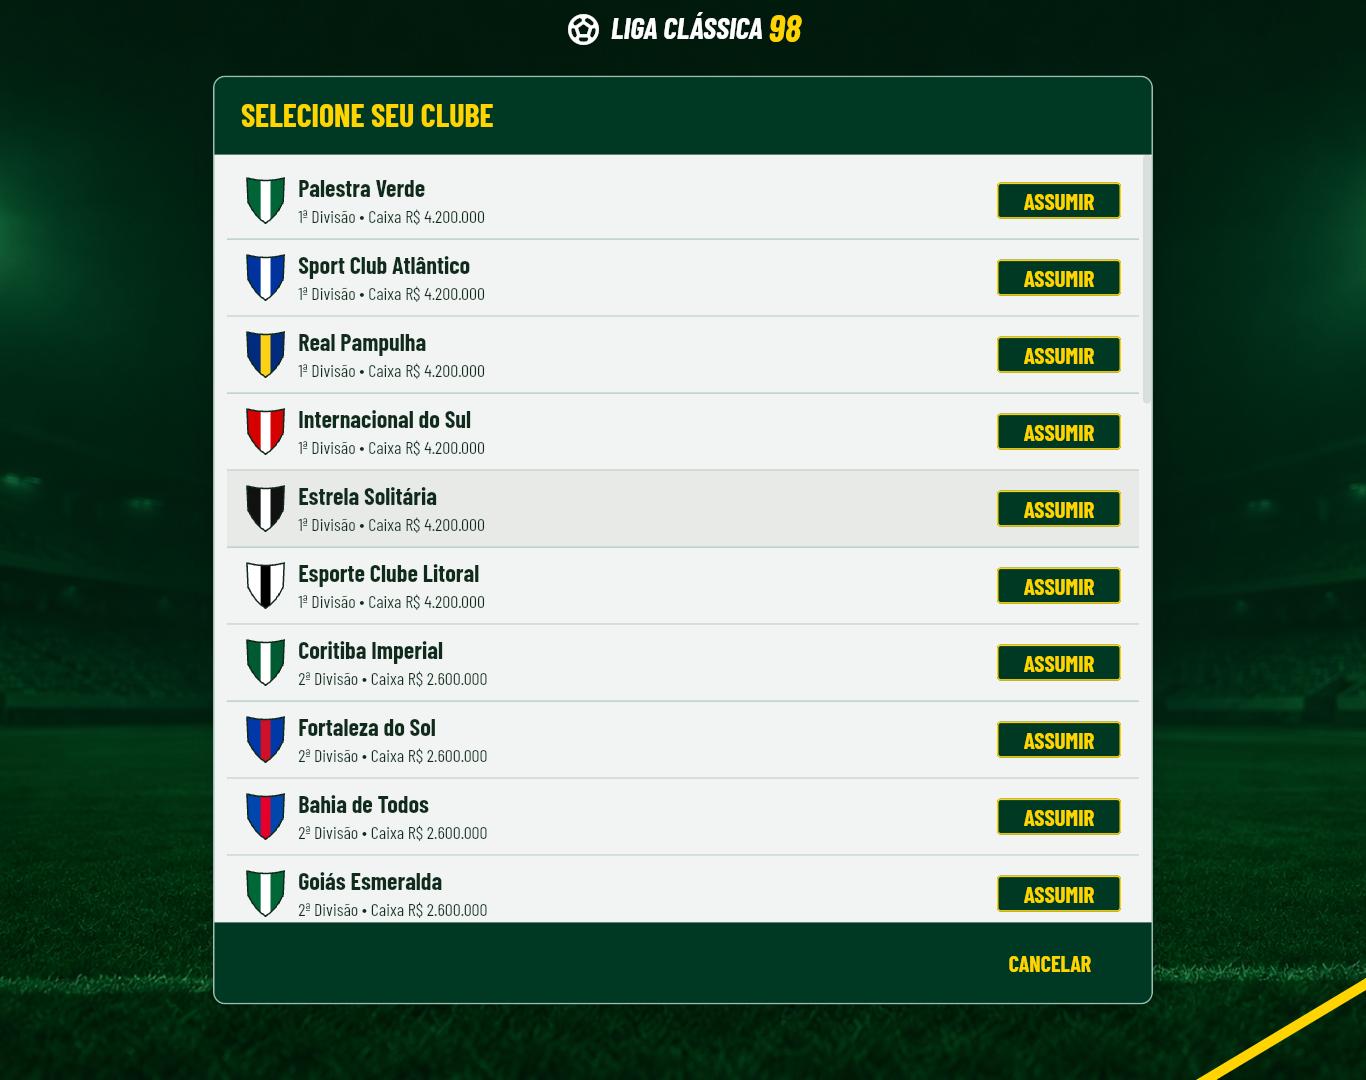 LIGA CLÁSSICA 98
SELECIONE SEU CLUBE
Palestra Verde
1ª Divisão • Caixa R$ 4.200.000
ASSUMIR
Sport Club Atlântico
1ª Divisão • Caixa R$ 4.200.000
ASSUMIR
Real Pampulha
1ª Divisão • Caixa R$ 4.200.000
ASSUMIR
Internacional do Sul
1ª Divisão • Caixa R$ 4.200.000
ASSUMIR
Estrela Solitária
1ª Divisão • Caixa R$ 4.200.000
ASSUMIR
Esporte Clube Litoral
1ª Divisão • Caixa R$ 4.200.000
ASSUMIR
Coritiba Imperial
2ª Divisão • Caixa R$ 2.600.000
ASSUMIR
Fortaleza do Sol
2ª Divisão • Caixa R$ 2.600.000
ASSUMIR
Bahia de Todos
2ª Divisão • Caixa R$ 2.600.000
ASSUMIR
Goiás Esmeralda
2ª Divisão • Caixa R$ 2.600.000
ASSUMIR
CANCELAR